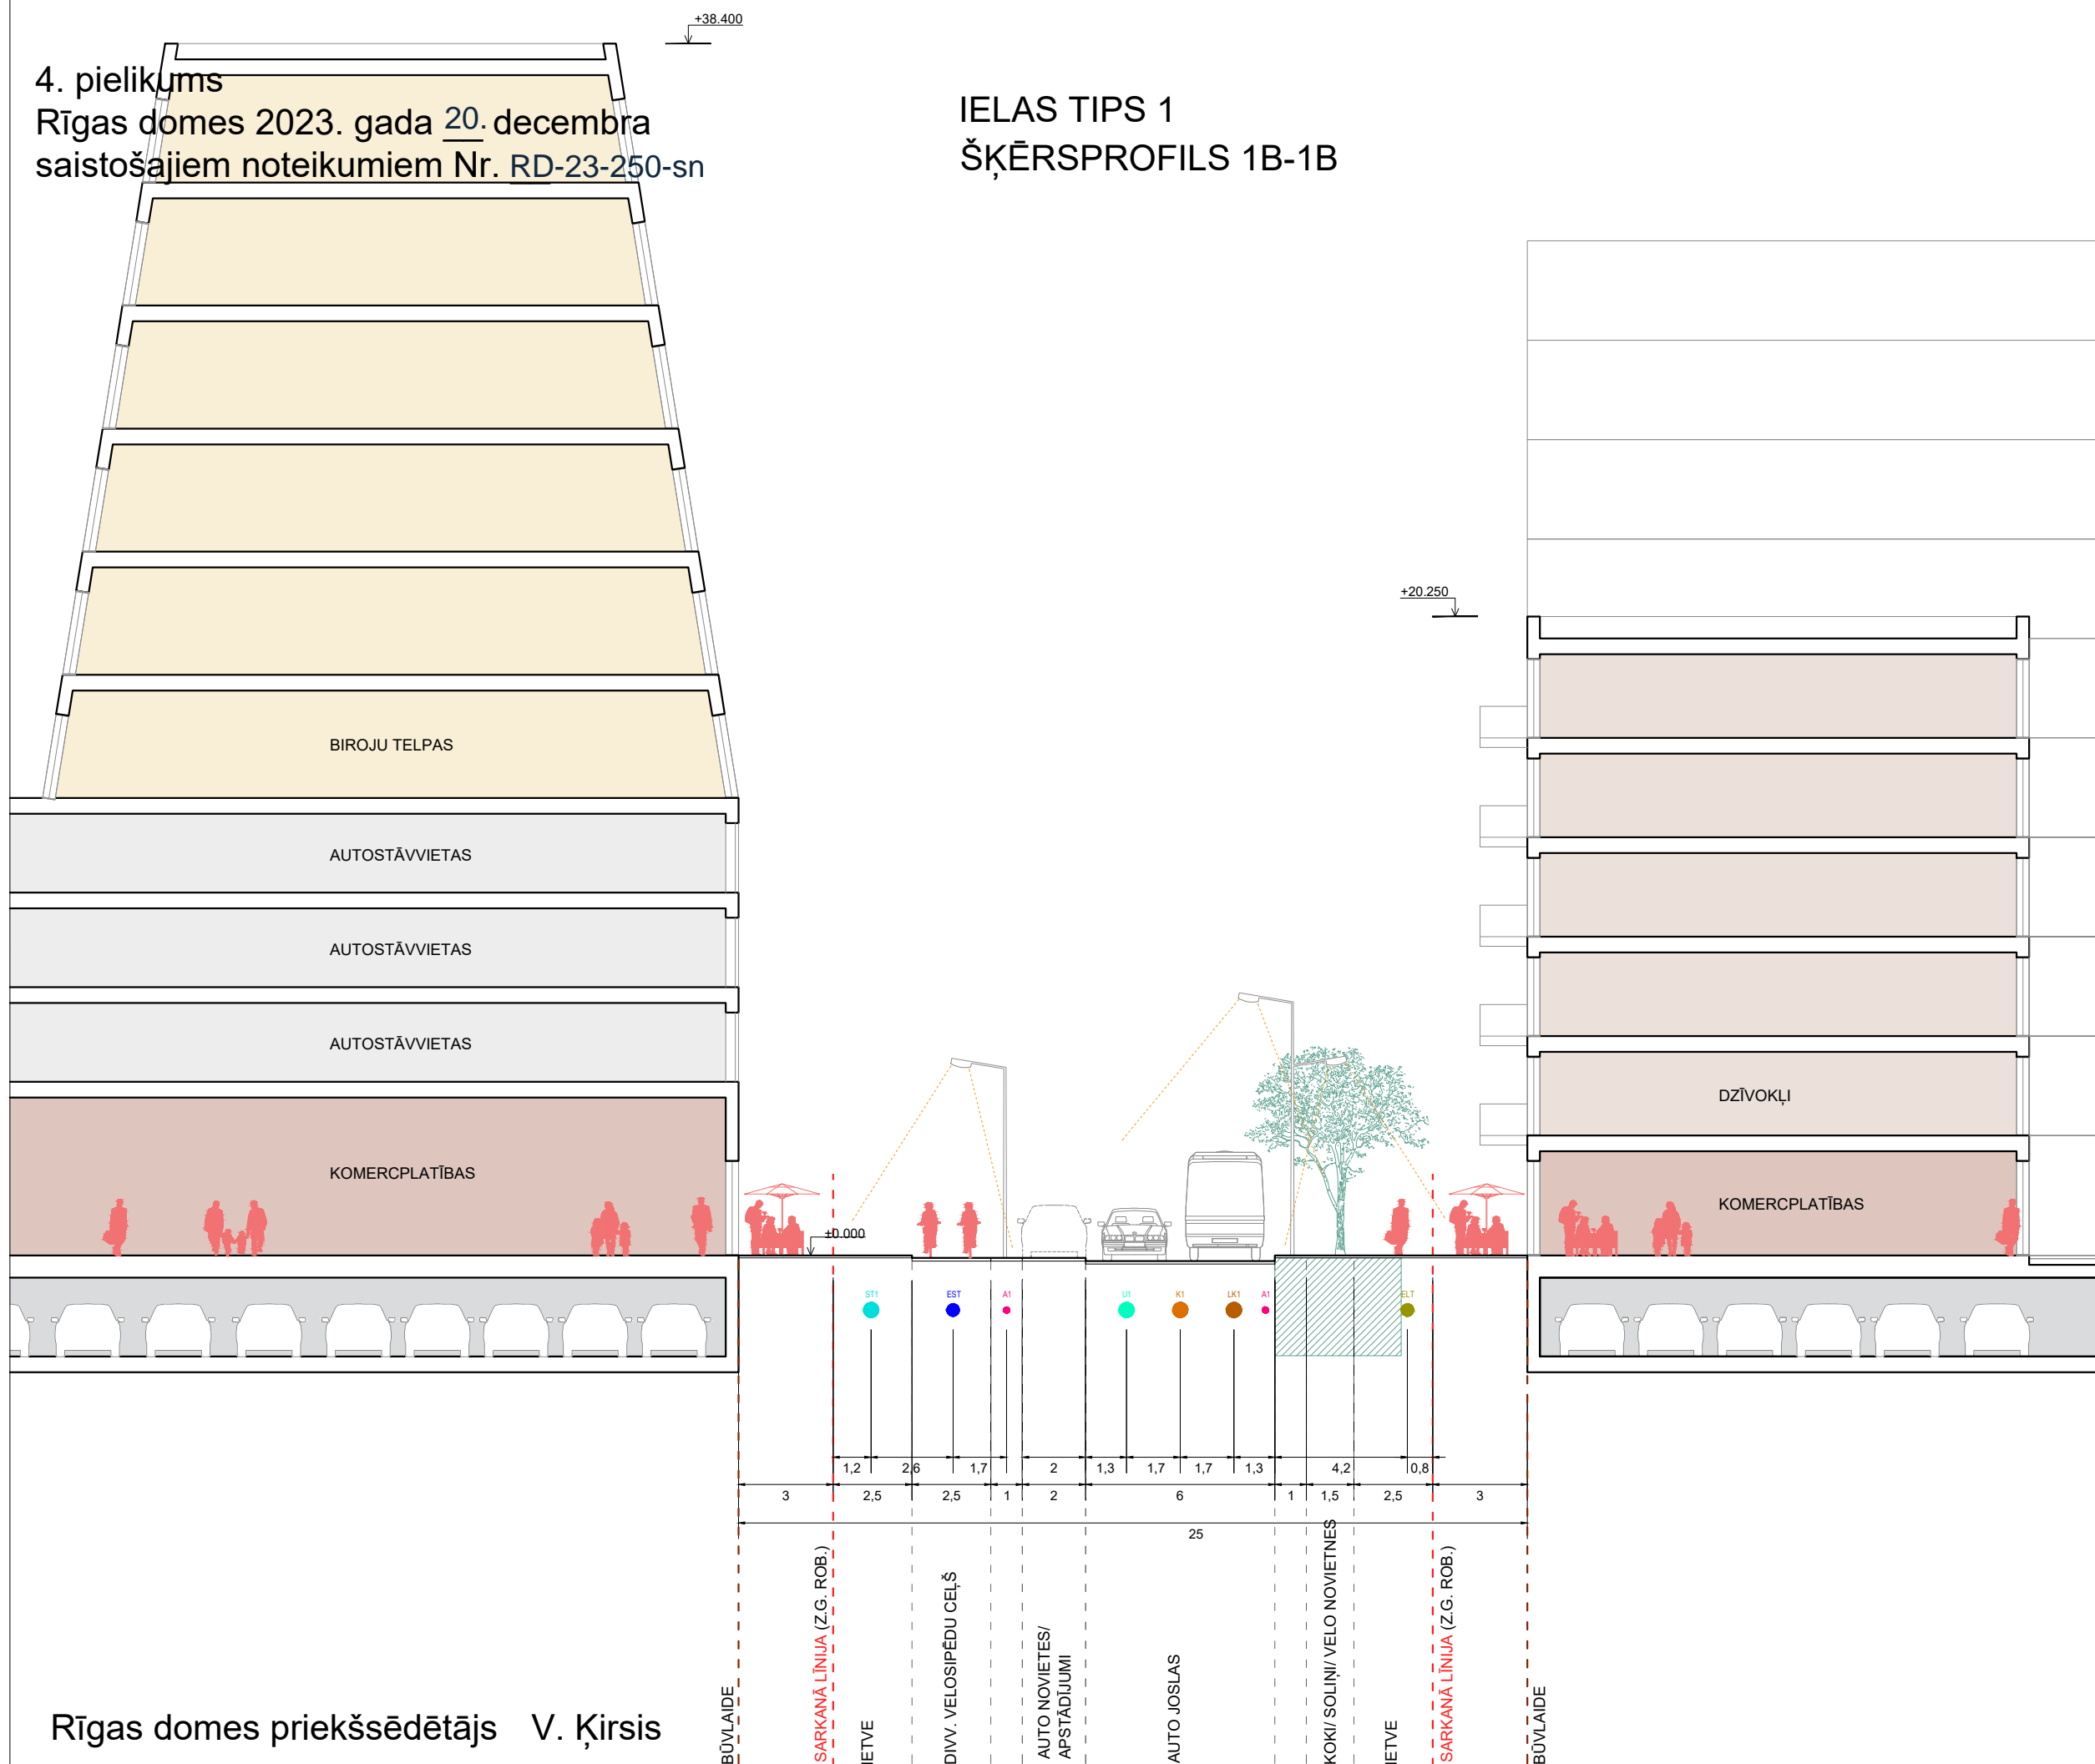 +38.400
4. pielikums
Rīgas domes 2023. gada 20. decembra
saistošajiem noteikumiem Nr. RD-23-250-sn
IELAS TIPS 1
ŠĶĒRSPROFILS 1B-1B
+20.250
BIROJU TELPAS
AUTOSTĀVVIETAS
AUTOSTĀVVIETAS
AUTOSTĀVVIETAS
KOMERCPLATĪBAS
DZĪVOKĻI
KOMERCPLATĪBAS
±0.000
ST1 EST A1 U1 K1 LK1 A1 ELT
1,2 2,6 1,7 2 1,3 1,7 1,7 1,3 4,2 0,8
3 2,5 2,5 1 2 6 1 1,5 2,5 3
25
BŪVLAIDE
SARKANĀ LĪNIJA (Z.G. ROB.)
IETVE
DIVV. VELOSIPĒDU CEĻŠ
AUTO NOVIETES/
APSTĀDĪJUMI
AUTO JOSLAS
KOKI/ SOLIŅI/ VELO NOVIETNES
IETVE
SARKANĀ LĪNIJA (Z.G. ROB.)
BŪVLAIDE
Rīgas domes priekšsēdētājs V. Ķirsis